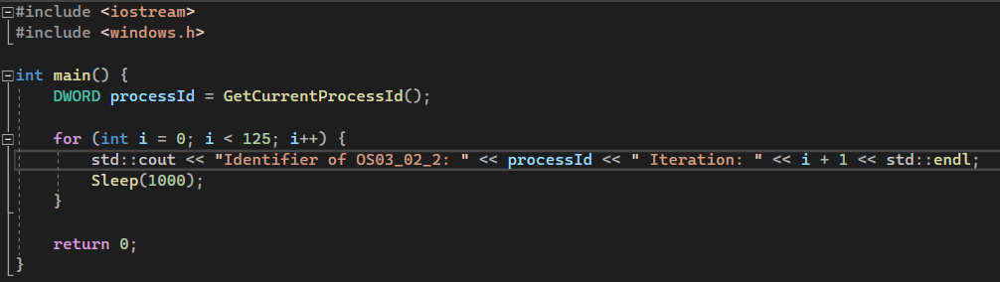 #include <iostream>
#include <windows.h>
int main() {
    DWORD processId = GetCurrentProcessId();
    for (int i = 0; i < 125; i++) {
        std::cout << "Identifier of OS03_02_2: " << processId << " Iteration: " << i + 1 << std::endl;
        Sleep(1000);
    }
    return 0;
}